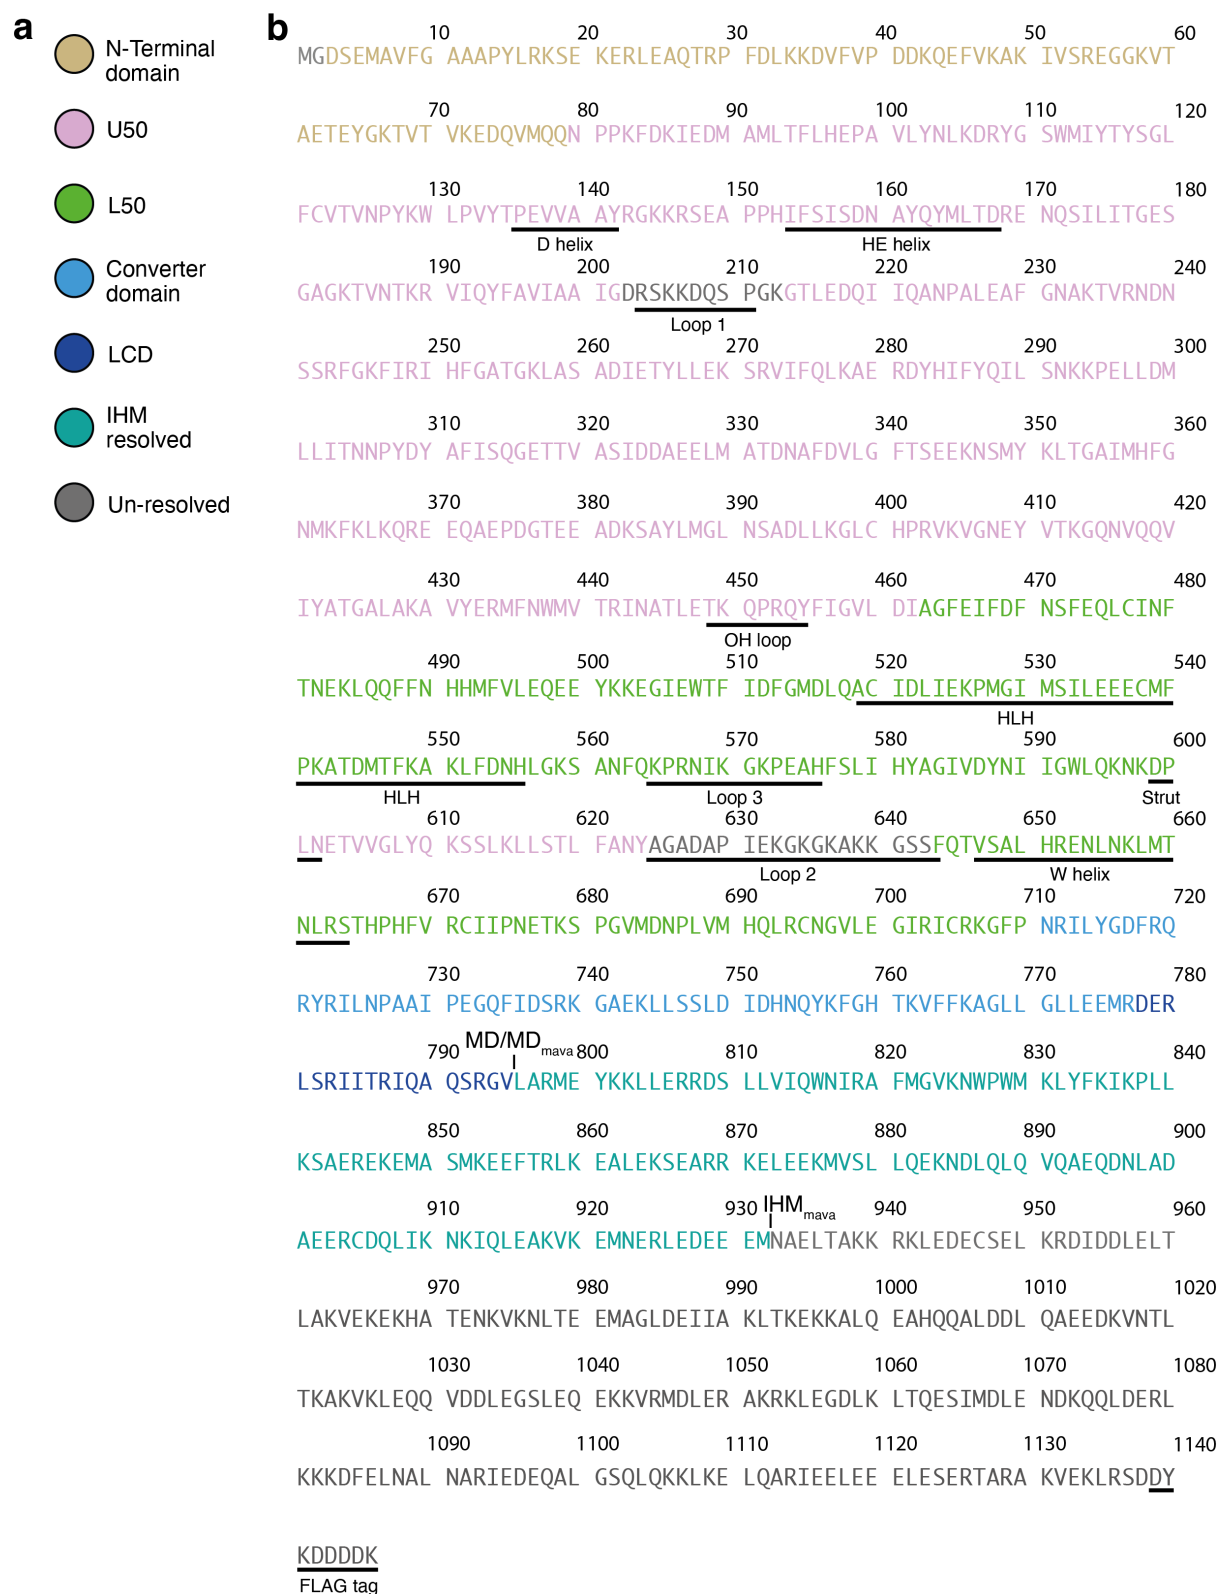 a
N-Terminal
domain
U50
L50
Converter
domain
LCD
IHM
resolved
Un-resolved
b
10 20 30 40 50 60
MGDSEMAVFG AAAPYLRKSE KERLEAQTRP FDLKKDVFVP DDKQEFVKAK IVSREGGKVT
70 80 90 100 110 120
AETEYGKTVT VKEDQVMQQN PPKFDKIEDM AMLTFLHEPA VLYNLKDRYG SWMIYTYSGL
130 140 150 160 170 180
FCVTVNPYKW LPVYTPEVVA AYRGKKRSEA PPHIFSISDN AYQYMLTDRE NQSILITGES
D helix HE helix
190 200 210 220 230 240
GAGKTVNTKR VIQYFAVIAA IGDRSKKDQS PGKGTLEDQI IQANPALEAF GNAKTVRNDN
Loop 1
250 260 270 280 290 300
SSRFGKFIRI HFGATGKLAS ADIETYLLEK SRVIFQLKAE RDYHIFYQIL SNKKPELLDM
310 320 330 340 350 360
LLITNNPYDY AFISQGETTV ASIDDAEELM ATDNAFDVLG FTSEEKNSMY KLTGAIMHFG
370 380 390 400 410 420
NMKFKLKQRE EQAEPDGTEE ADKSAYLMGL NSADLLKGLC HPRVKVGNEY VTKGQNVQQV
430 440 450 460 470 480
IYATGALAKA VYERMFNWMV TRINATLETK QPRQYFIGVL DIAGFEIFDF NSFEQLCINF
OH loop
490 500 510 520 530 540
TNEKLQQFFN HHMFVLEQEE YKKEGIEWTF IDFGMDLQAC IDLIEKPMGI MSILEEECMF
HLH
550 560 570 580 590 600
PKATDMTFKA KLFDNHLGKS ANFQKPRNIK GKPEAHFSLI HYAGIVDYNI IGWLQKNKDP
HLH Loop 3 Strut
610 620 630 640 650 660
LNETVVGLYQ KSSLKLLSTL FANYAGADAP IEKGKGKAKK GSSFQTVSAL HRENLNKLMT
Loop 2 W helix
670 680 690 700 710 720
NLRSTHPHFV RCIIPNETKS PGVMDNPLVM HQLRCNGVLE GIRICRKGFP NRILYGDFRQ
730 740 750 760 770 780
RYRILNPAAI PEGQFIDSRK GAEKLLSSLD IDHNQYKFGH TKVFFKAGLL GLLEEMRDER
790 MD/MDmava 800 810 820 830 840
LSRIITRIQA QSRGVLARME YKKLLERRDS LLVIQWNIRA FMGVKNWPWM KLYFKIKPLL
850 860 870 880 890 900
KSAEREKEMA SMKEEFTRLK EALEKSEARR KELEEKMVSL LQEKNDLQLQ VQAEQDNLAD
910 920 930 IHMmava 940 950 960
AEERCDQLIK NKIQLEAKVK EMNERLEDEE EMNAELTAKK RKLEDECSEL KRDIDDLELT
970 980 990 1000 1010 1020
LAKVEKEKHA TENKVKNLTE EMAGLDEIIA KLTKEKKALQ EAHQQALDDL QAEEDKVNTL
1030 1040 1050 1060 1070 1080
TKAKVKLEQQ VDDLEGSLEQ EKKVRMDLER AKRKLEGDLK LTQESIMDLE NDKQQLDERL
1090 1100 1110 1120 1130 1140
KKKDFELNAL NARIEDEQAL GSQLQKKLKE LQARIEELEE ELESERTARA KVEKLRSDDY
KDDDDK
FLAG tag